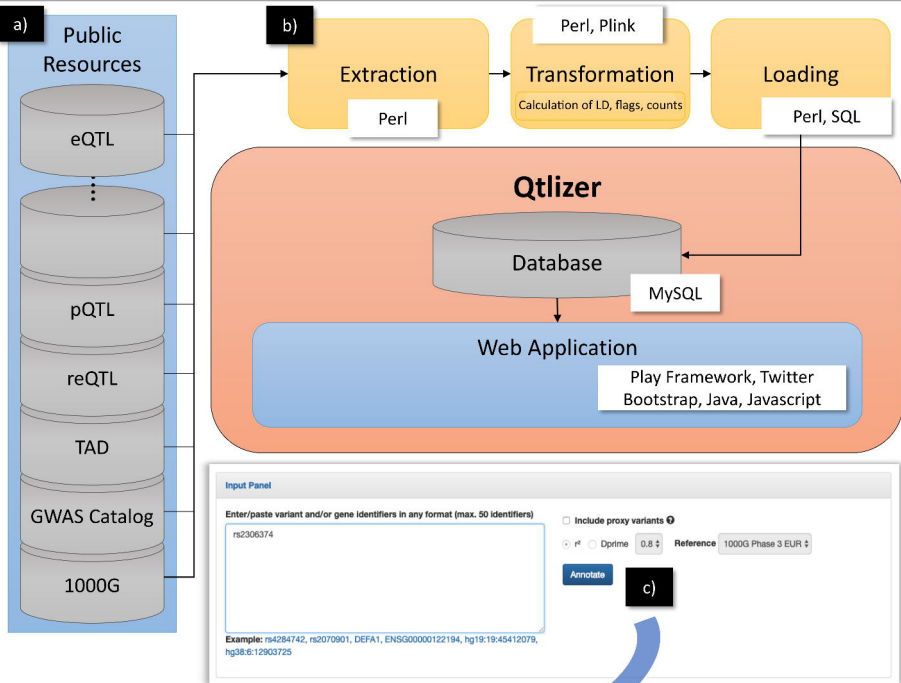 a)
Public
Resources
eQTL
pQTL
reQTL
TAD
GWAS Catalog
1000G
b)
Extraction
Perl
Perl, Plink
Transformation
Calculation of LD, flags, counts
Loading
Perl, SQL
Qtlizer
Database
MySQL
Web Application
Play Framework, Twitter
Bootstrap, Java, Javascript
Input Panel
Enter/paste variant and/or gene identifiers in any format (max. 50 identifiers)
rs2306374
Example: rs4284742, rs2070901, DEFA1, ENSG00000122194, hg19:19:45412079,
hg38:6:12903725
Include proxy variants ?
r² Dprime 0.8 Reference 1000G Phase 3 EUR
Annotate
c)